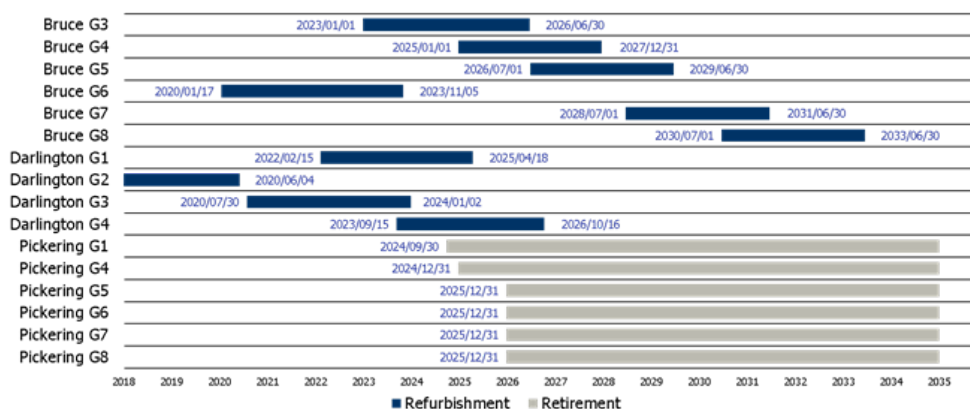 Bruce G3 2023/01/01 2026/06/30
Bruce G4 2025/01/01 2027/12/31
Bruce G5 2026/07/01 2029/06/30
Bruce G6 2020/01/17 2023/11/05
Bruce G7 2028/07/01 2031/06/30
Bruce G8 2030/07/01 2033/06/30
Darlington G1 2022/02/15 2025/04/18
Darlington G2 2020/06/04
Darlington G3 2020/07/30 2024/01/02
Darlington G4 2023/09/15 2026/10/16
Pickering G1 2024/09/30
Pickering G4 2024/12/31
Pickering G5 2025/12/31
Pickering G6 2025/12/31
Pickering G7 2025/12/31
Pickering G8 2025/12/31
2018 2019 2020 2021 2022 2023 2024 2025 2026 2027 2028 2029 2030 2031 2032 2033 2034 2035
Refurbishment Retirement